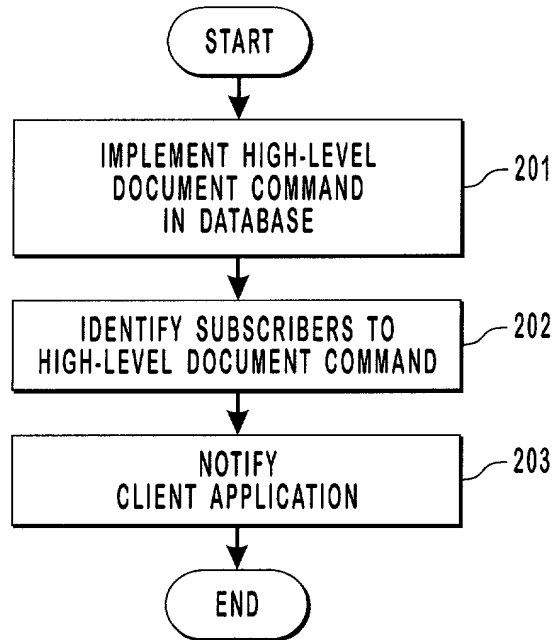 START
IMPLEMENT HIGH-LEVEL
DOCUMENT COMMAND
IN DATABASE
201
IDENTIFY SUBSCRIBERS TO
HIGH-LEVEL DOCUMENT COMMAND
202
NOTIFY
CLIENT APPLICATION
203
END